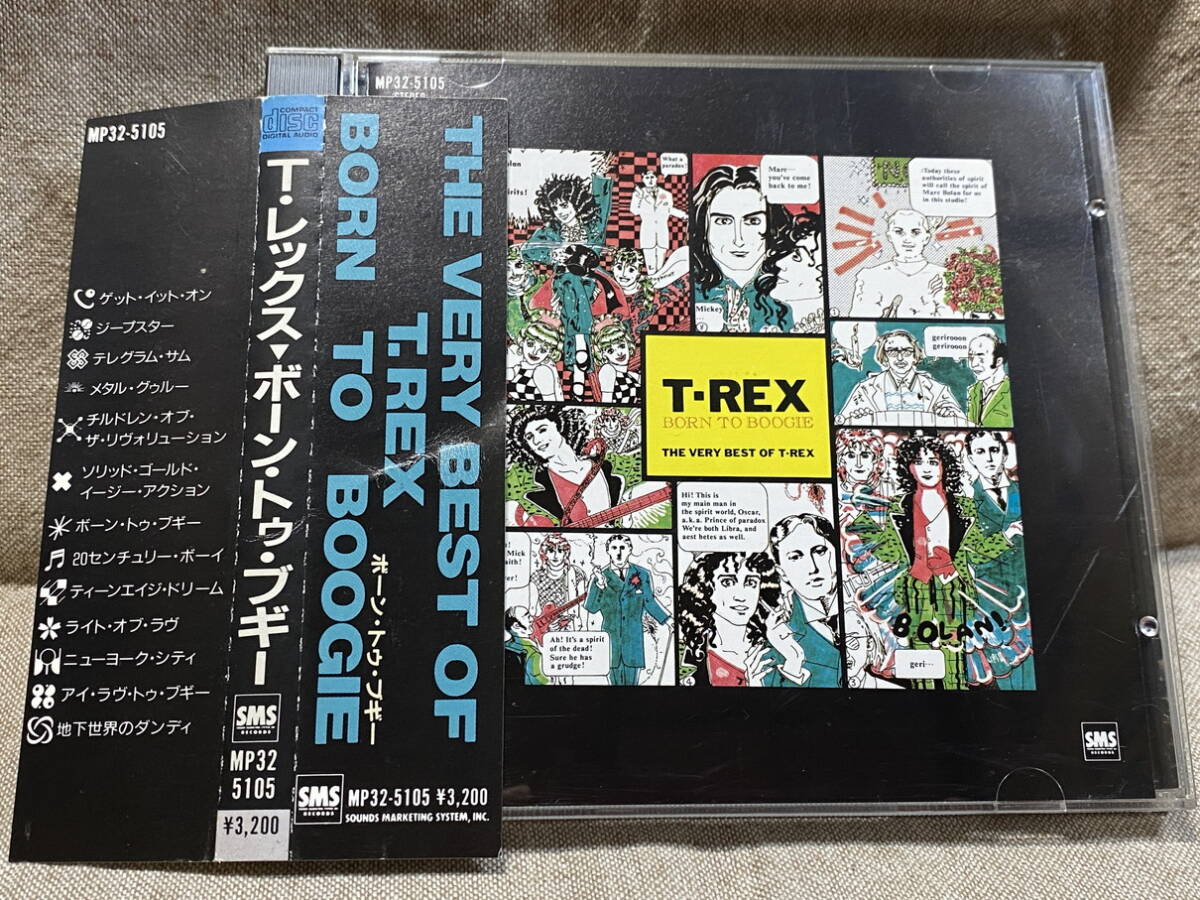 MP32-5105
ゲット・イット・オン
ジープスター
テレグラム・サム
メタル・グゥルー
チルドレン・オブ・
ザ・リヴォリューション
ソリッド・ゴールド・
イージー・アクション
ボーン・トゥ・ブギー
20センチュリー・ボーイ
ティーンエイジ・ドリーム
ライト・オブ・ラヴ
ニューヨーク・シティ
アイ・ラヴ・トゥ・ブギー
地下世界のダンディ
COMPACT
disc
DIGITAL AUDIO
T・レックス▼ボーン・トゥ・ブギー
SMS
RECORDS
MP32
5105
¥3,200
THE VERY BEST OF
T.REX
BORN TO BOOGIE
ボーン・トゥ・ブギー
SMS
RECORDS
MP32-5105 ¥3,200
SOUNDS MARKETING SYSTEM, INC.
MP32-5105
STEREO
What a
paradox!
Marc—
you've come
back to me!
Mickey
...
/Today these
authorities of spirit
will call the spirit of
Marc Bolan for us
in this studio!
gerirooon
gerirooon
T·REX
BORN TO BOOGIE
THE VERY BEST OF T·REX
Hi! This is
my main man in
the spirit world, Oscar,
a.k.a. Prince of paradox
We're both Libra, and
aest hetes as well.
Mick
Ah! It's a spirit
of the dead!
Sure he has
a grudge!
4
BOLAN!
geri…
SMS
RECORDS